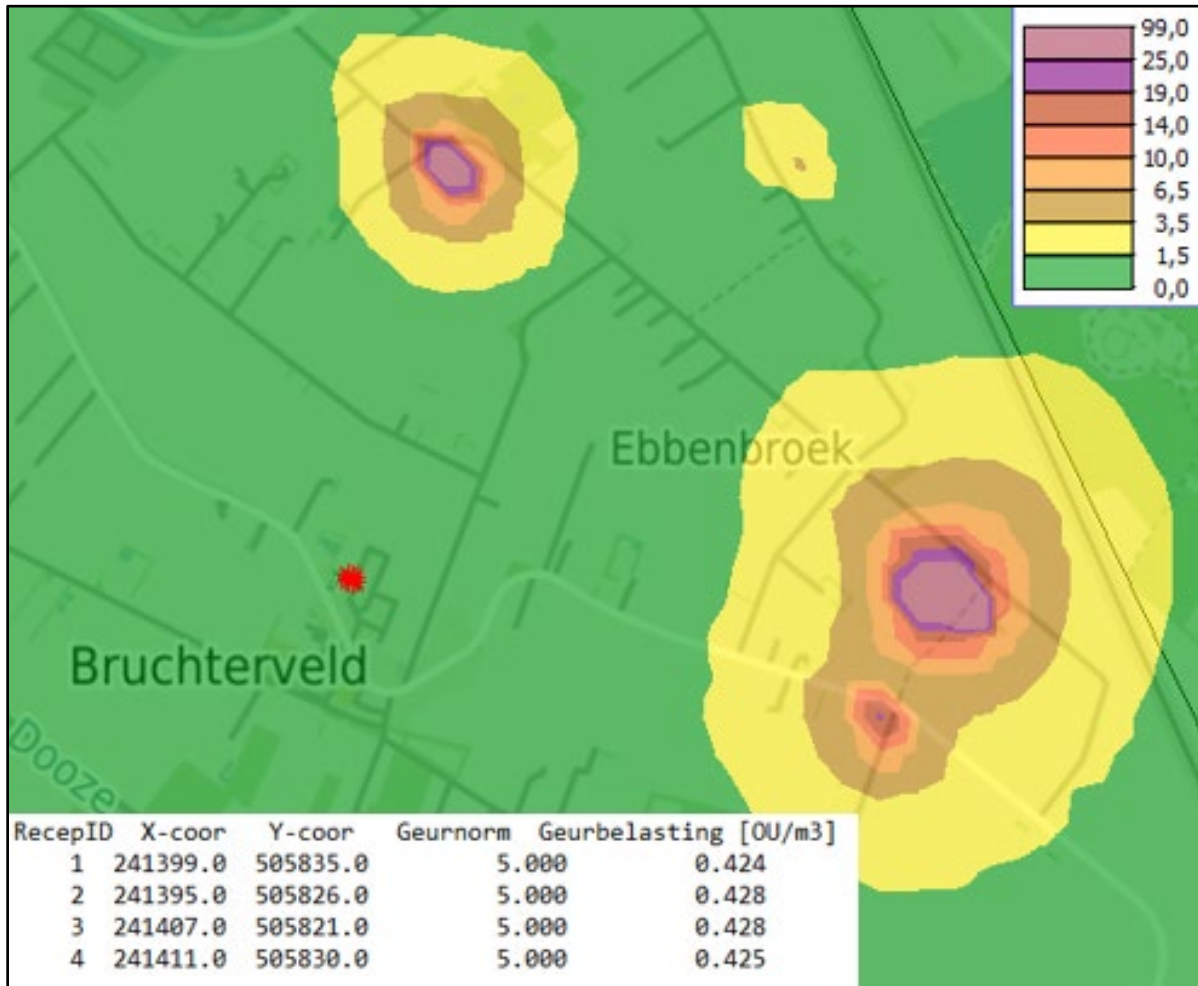 99,0
25,0
19,0
14,0
10,0
6,5
3,5
1,5
0,0
Ebbenbroek
Bruchterveld
Dooze
RecepID X-coor Y-coor Geurnorm Geurbelasting [OU/m3]
1 241399.0 505835.0 5.000 0.424
2 241395.0 505826.0 5.000 0.428
3 241407.0 505821.0 5.000 0.428
4 241411.0 505830.0 5.000 0.425